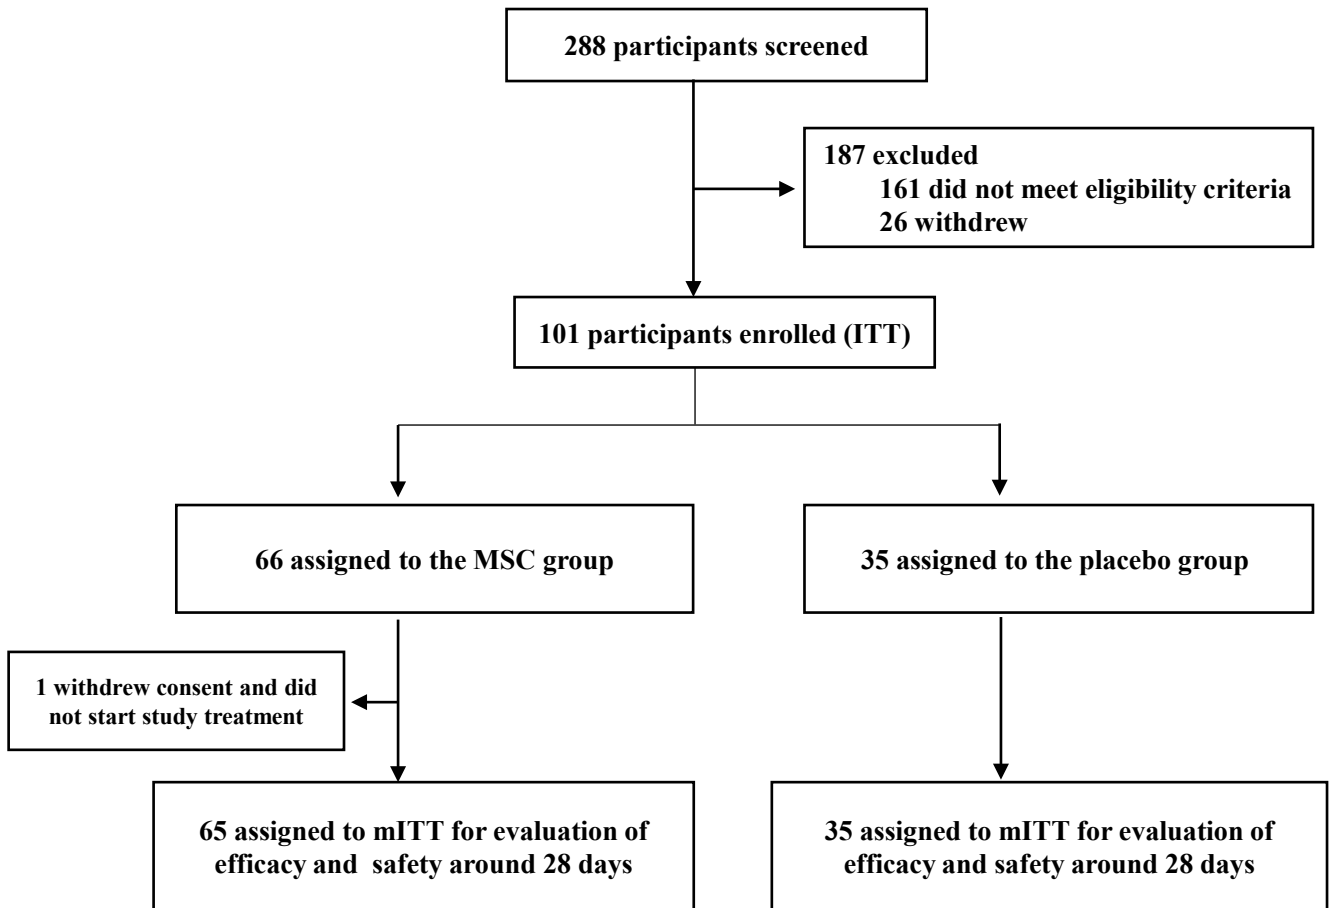 288 participants screened
187 excluded
161 did not meet eligibility criteria
26 withdrew
101 participants enrolled (ITT)
66 assigned to the MSC group
35 assigned to the placebo group
1 withdrew consent and did
not start study treatment
65 assigned to mITT for evaluation of
efficacy and safety around 28 days
35 assigned to mITT for evaluation of
efficacy and safety around 28 days